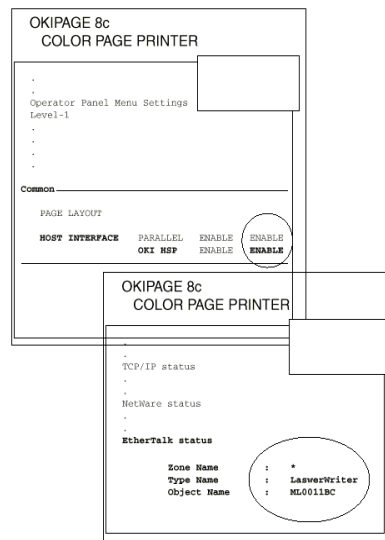 OKIPAGE 8c
COLOR PAGE PRINTER
.
.
Operator Panel Menu Settings
Level-1
.
.
.
.
Common
PAGE LAYOUT
HOST INTERFACE PARALLEL ENABLE ENABLE
OKI HSP ENABLE ENABLE
OKIPAGE 8c
COLOR PAGE PRINTER
.
.
TCP/IP status
.
.
NetWare status
.
.
EtherTalk status
Zone Name : *
Type Name : LaswerWriter
Object Name : ML0011BC